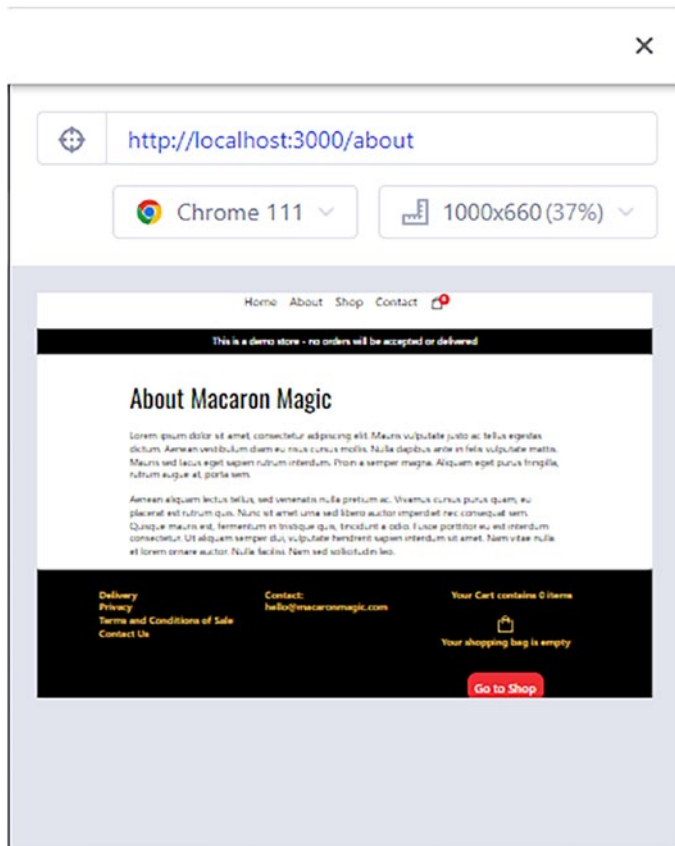 http://localhost:3000/about
Chrome 111
1000x660 (37%)
Home About Shop Contact 0
This is a demo store - no orders will be accepted or delivered
About Macaron Magic
Lorem ipsum dolor sit amet, consectetur adipiscing elit. Mauris vulputate justo ac tellus egestas
dictum. Aenean vestibulum diam eu risus cursus mollis. Nulla dapibus ante in felis vulputate mattis.
Mauris sed lacus eget sapien rutrum interdum. Proin a semper magna. Aliquam eget purus fringilla,
rutrum augue at, porta sem.
Aenean aliquam lectus tellus, sed venenatis nulla pretium ac. Vivamus cursus purus quam, eu
placerat est rutrum quis. Nunc sit amet urna sed libero auctor imperdiet nec consequat sem.
Quisque mauris est, fermentum in tristique quis, tincidunt a odio. Fusce porttitor eu est interdum
consectetur. Ut aliquam semper dui, vulputate hendrerit sapien interdum sit amet. Nam vitae nulla
et lorem ornare auctor. Nulla facilisi. Nam sed sollicitudin leo.
Delivery
Privacy
Terms and Conditions of Sale
Contact Us
Contact:
hello@macaronmagic.com
Your Cart contains 0 items
Your shopping bag is empty
Go to Shop